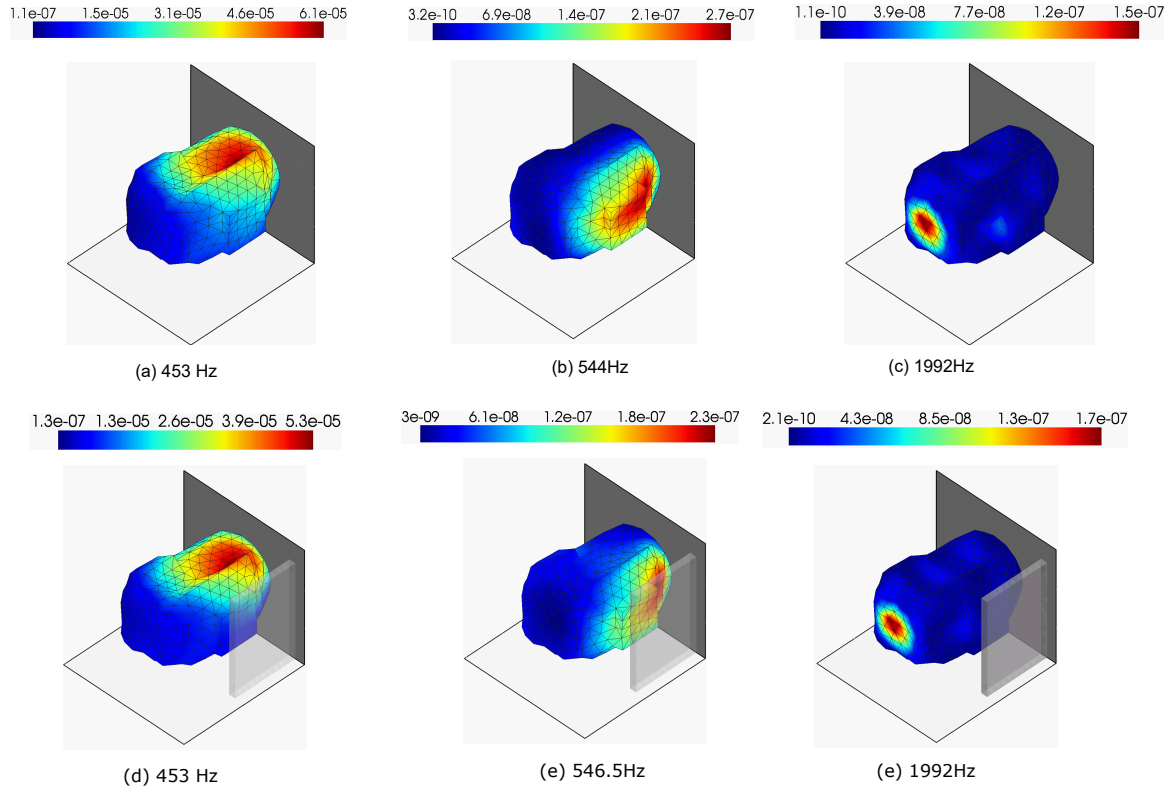 1.1e-07 1.5e-05 3.1e-05 4.6e-05 6.1e-05
3.2e-10 6.9e-08 1.4e-07 2.1e-07 2.7e-07
1.1e-10 3.9e-08 7.7e-08 1.2e-07 1.5e-07
(a) 453 Hz
(b) 544Hz
(c) 1992Hz
1.3e-07 1.3e-05 2.6e-05 3.9e-05 5.3e-05
3e-09 6.1e-08 1.2e-07 1.8e-07 2.3e-07
2.1e-10 4.3e-08 8.5e-08 1.3e-07 1.7e-07
(d) 453 Hz
(e) 546.5Hz
(e) 1992Hz